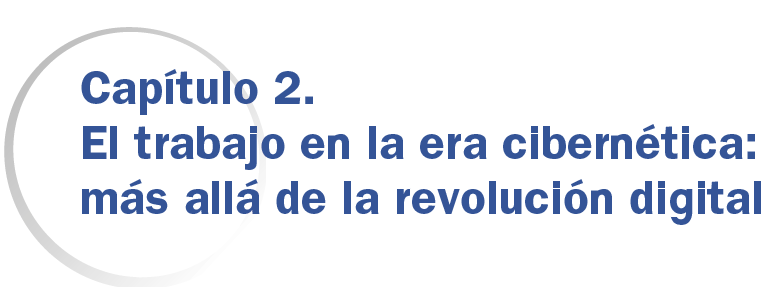 Capítulo 2.
El trabajo en la era cibernética:
más allá de la revolución digital